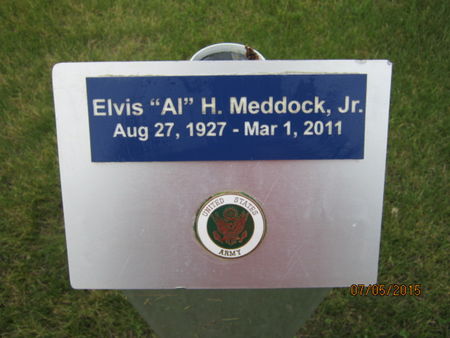 Elvis “Al” H. Meddock, Jr.
Aug 27, 1927 - Mar 1, 2011
UNITED STATES
ARMY
07/05/2015